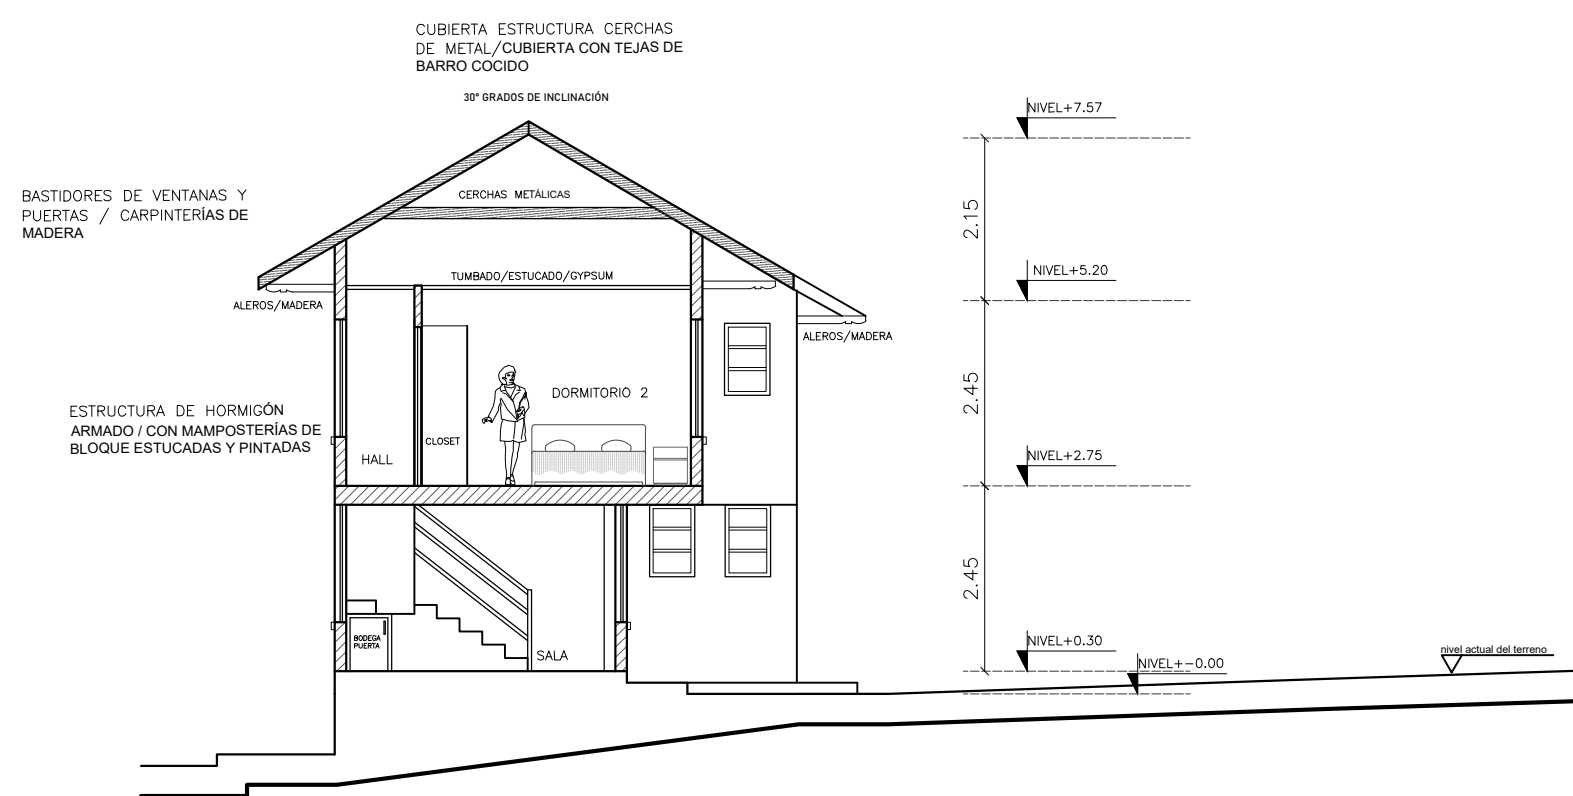 CUBIERTA ESTRUCTURA CERCHAS
DE METAL/CUBIERTA CON TEJAS DE
BARRO COCIDO
30° GRADOS DE INCLINACIÓN
NIVEL+7.57
BASTIDORES DE VENTANAS Y
PUERTAS / CARPINTERÍAS DE
MADERA
CERCHAS METÁLICAS
2.15
TUMBADO/ESTUCADO/GYPSUM
NIVEL+5.20
ALEROS/MADERA
ALEROS/MADERA
DORMITORIO 2
2.45
ESTRUCTURA DE HORMIGÓN
ARMADO / CON MAMPOSTERÍAS DE
BLOQUE ESTUCADAS Y PINTADAS
CLOSET
HALL
NIVEL+2.75
2.45
BODEGA
PUERTA
SALA
NIVEL+0.30
NIVEL+-0.00
nivel actual del terreno